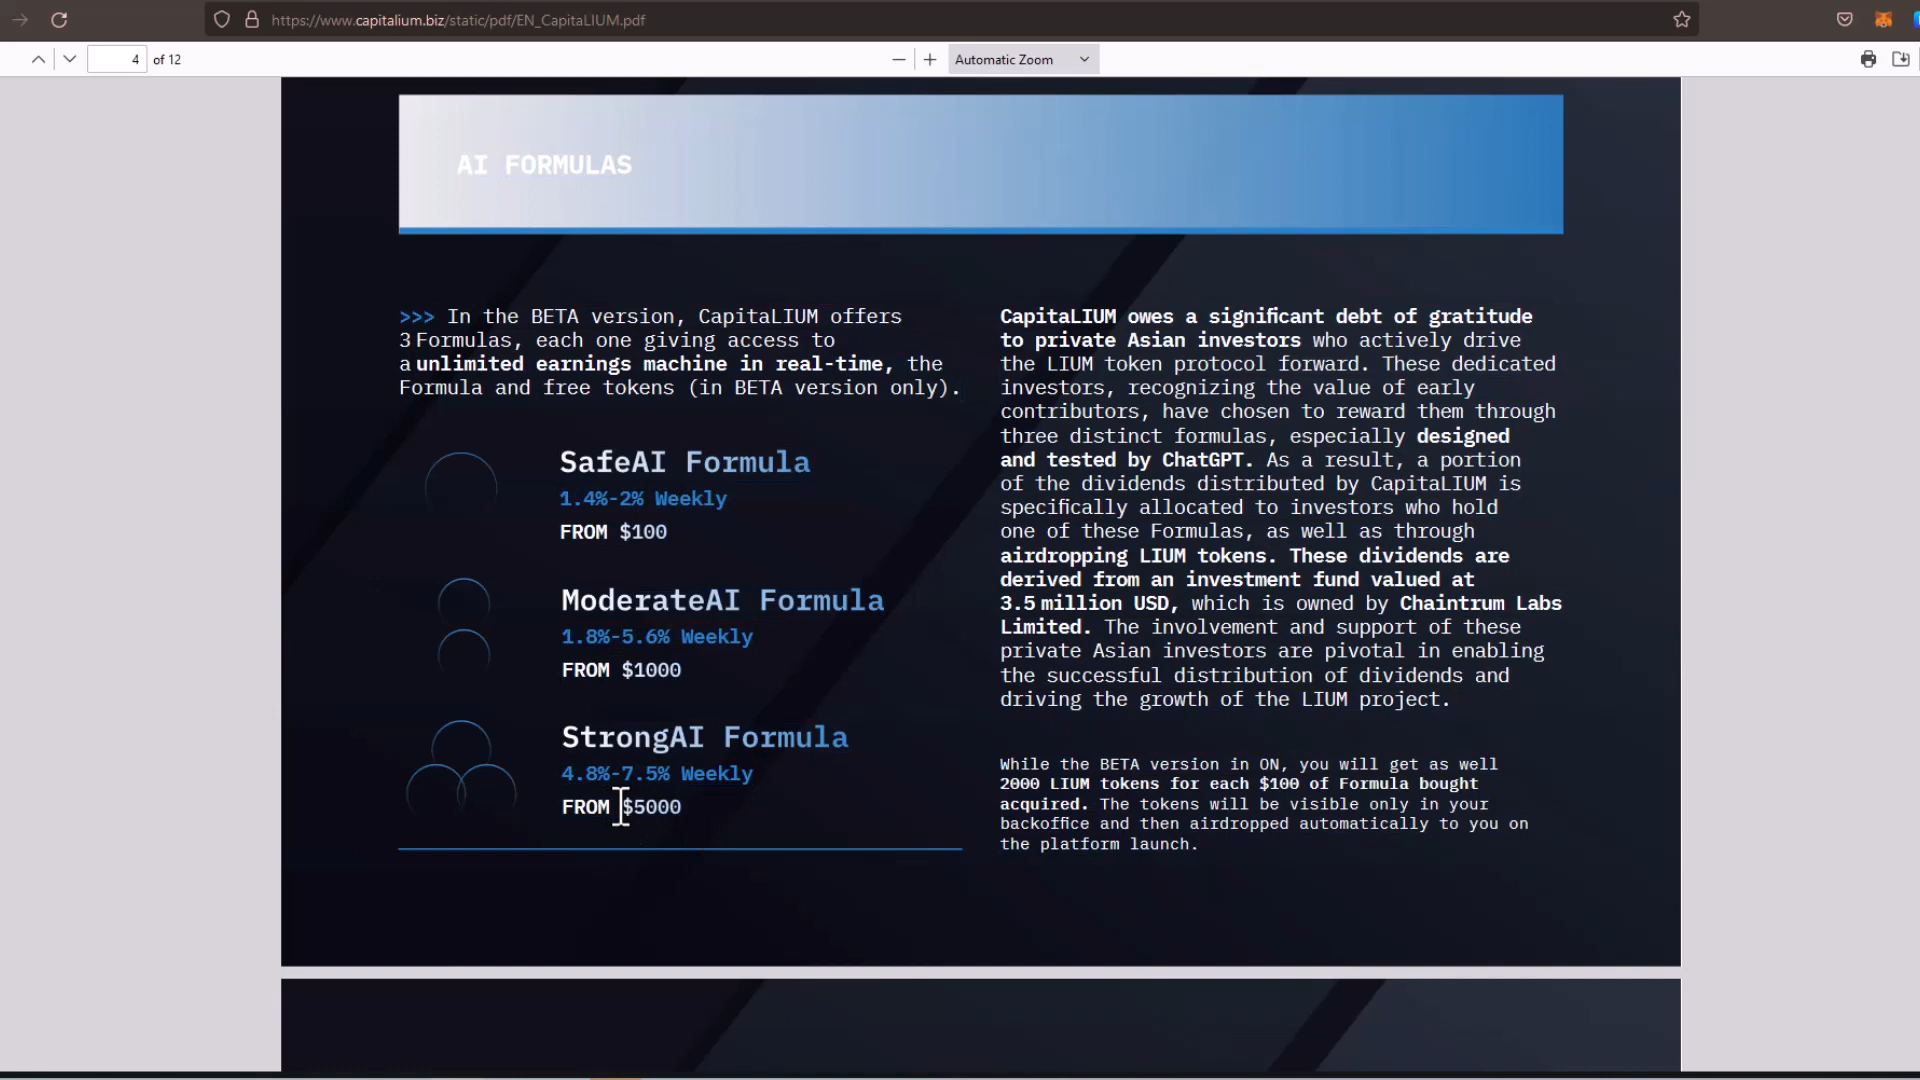 https://www.capitalium.biz/static/pdf/EN_CapitaLIUM.pdf
4 of 12
Automatic Zoom
AI FORMULAS
>>> In the BETA version, CapitaLIUM offers
3 Formulas, each one giving access to
a unlimited earnings machine in real-time, the
Formula and free tokens (in BETA version only).
SafeAI Formula
1.4%-2% Weekly
FROM $100
ModerateAI Formula
1.8%-5.6% Weekly
FROM $1000
StrongAI Formula
4.8%-7.5% Weekly
FROM $5000
CapitaLIUM owes a significant debt of gratitude
to private Asian investors who actively drive
the LIUM token protocol forward. These dedicated
investors, recognizing the value of early
contributors, have chosen to reward them through
three distinct formulas, especially designed
and tested by ChatGPT. As a result, a portion
of the dividends distributed by CapitaLIUM is
specifically allocated to investors who hold
one of these Formulas, as well as through
airdropping LIUM tokens. These dividends are
derived from an investment fund valued at
3.5 million USD, which is owned by Chaintrum Labs
Limited. The involvement and support of these
private Asian investors are pivotal in enabling
the successful distribution of dividends and
driving the growth of the LIUM project.
While the BETA version in ON, you will get as well
2000 LIUM tokens for each $100 of Formula bought
acquired. The tokens will be visible only in your
backoffice and then airdropped automatically to you on
the platform launch.